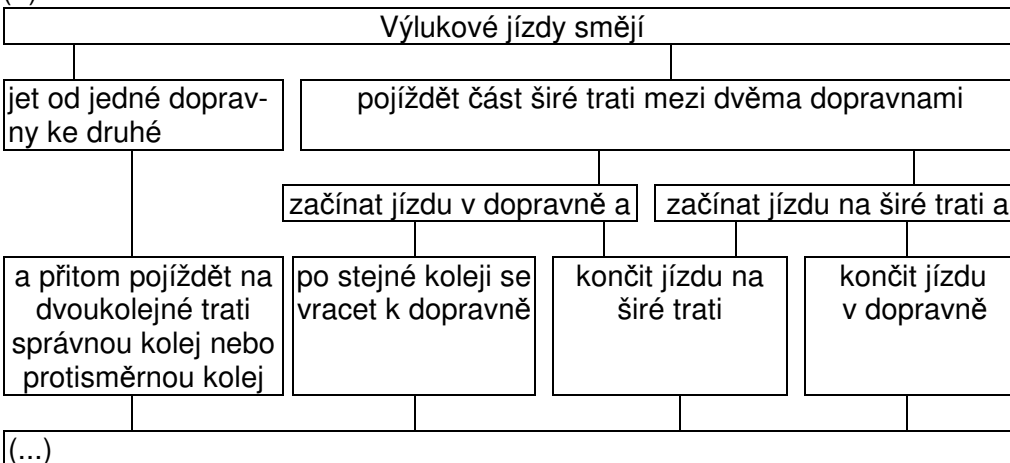 Výlukové jízdy smějí
jet od jedné doprav-
ny ke druhé
pojíždět část širé trati mezi dvěma dopravnami
začínat jízdu v dopravně a
začínat jízdu na širé trati a
a přitom pojíždět na
dvoukolejné trati
správnou kolej nebo
protisměrnou kolej
po stejné koleji se
vracet k dopravně
končit jízdu na
širé trati
končit jízdu
v dopravně
(...)